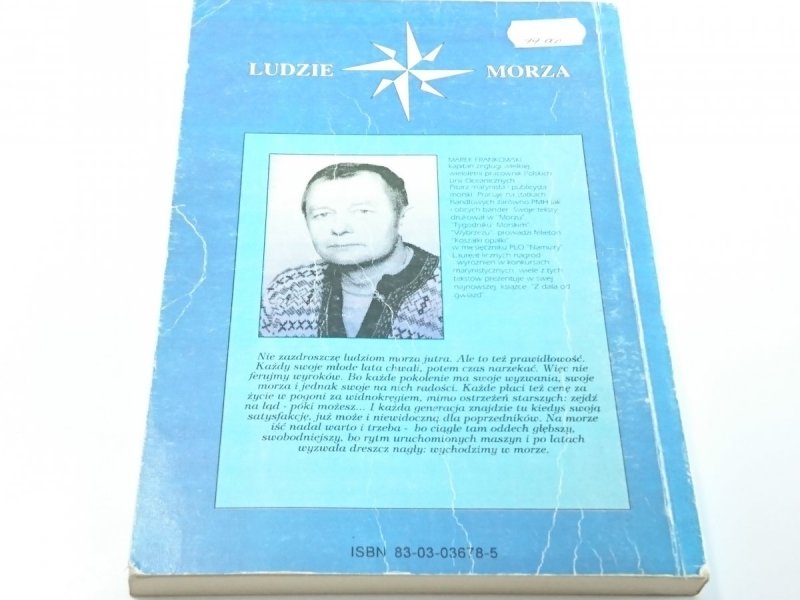 LUDZIE MORZA
MAREK FRANKOWSKI
kapitan żeglugi wielkiej,
wieloletni pracownik Polskich
Linii Oceanicznych
Pisarz marynista i publicysta
morski. Pracuje na statkach
handlowych zarówno PMH jak
i obcych bander. Swoje teksty
drukował w "Morzu"
"Tygodniku Morskim"
"Wybrzeżu" prowadzi felieton
"Koszałki opałki"
w miesięczniku PLO "Namiary"
Laureat licznych nagród
i wyróżnień w konkursach
marynistycznych, wiele z tych
tekstów prezentuje w swej
najnowszej, książce "Z dala od
gwiazd"
Nie zazdroszczę ludziom morza jutra. Ale to też prawidłowość.
Każdy swoje młode lata chwali, potem czas narzekać. Więc nie
ferujmy wyroków. Bo każde pokolenie ma swoje wyzwania, swoje
morza i jednak swoje na nich radości. Każde płaci też cenę za
życie w pogoni za widnokręgiem, mimo ostrzeżeń starszych: zejdź
na ląd - póki możesz... I każda generacja znajdzie tu kiedyś swoją
satysfakcję, już może i niewidoczną dla poprzedników. Na morze
iść nadal warto i trzeba - bo ciągle tam oddech głębszy,
swobodniejszy, bo rytm uruchomionych maszyn i po latach
wyzwala dreszcz nagły: wychodzimy w morze.
ISBN 83-03-03678-5